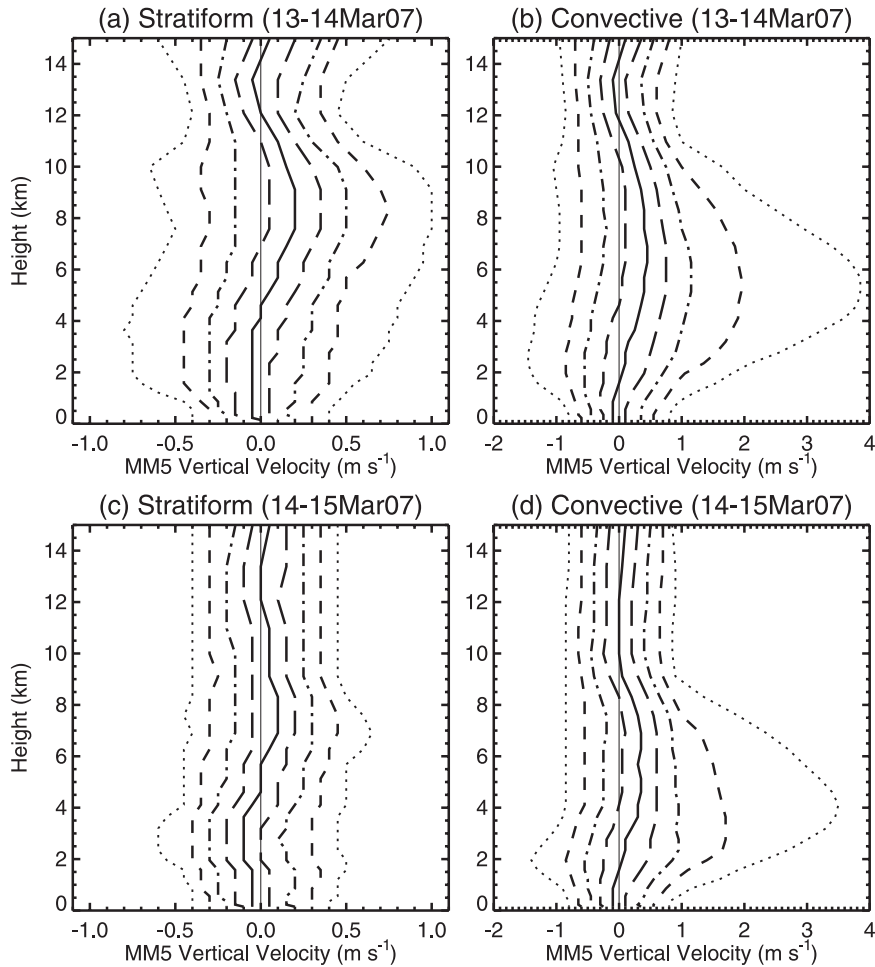 (a) Stratiform (13-14Mar07)
14
12
10
8
6
4
2
0
Height (km)
-1.0 -0.5 0.0 0.5 1.0
MM5 Vertical Velocity (m s-1)
(b) Convective (13-14Mar07)
14
12
10
8
6
4
2
0
-2 -1 0 1 2 3 4
MM5 Vertical Velocity (m s-1)
(c) Stratiform (14-15Mar07)
14
12
10
8
6
4
2
0
Height (km)
-1.0 -0.5 0.0 0.5 1.0
MM5 Vertical Velocity (m s-1)
(d) Convective (14-15Mar07)
14
12
10
8
6
4
2
0
-2 -1 0 1 2 3 4
MM5 Vertical Velocity (m s-1)